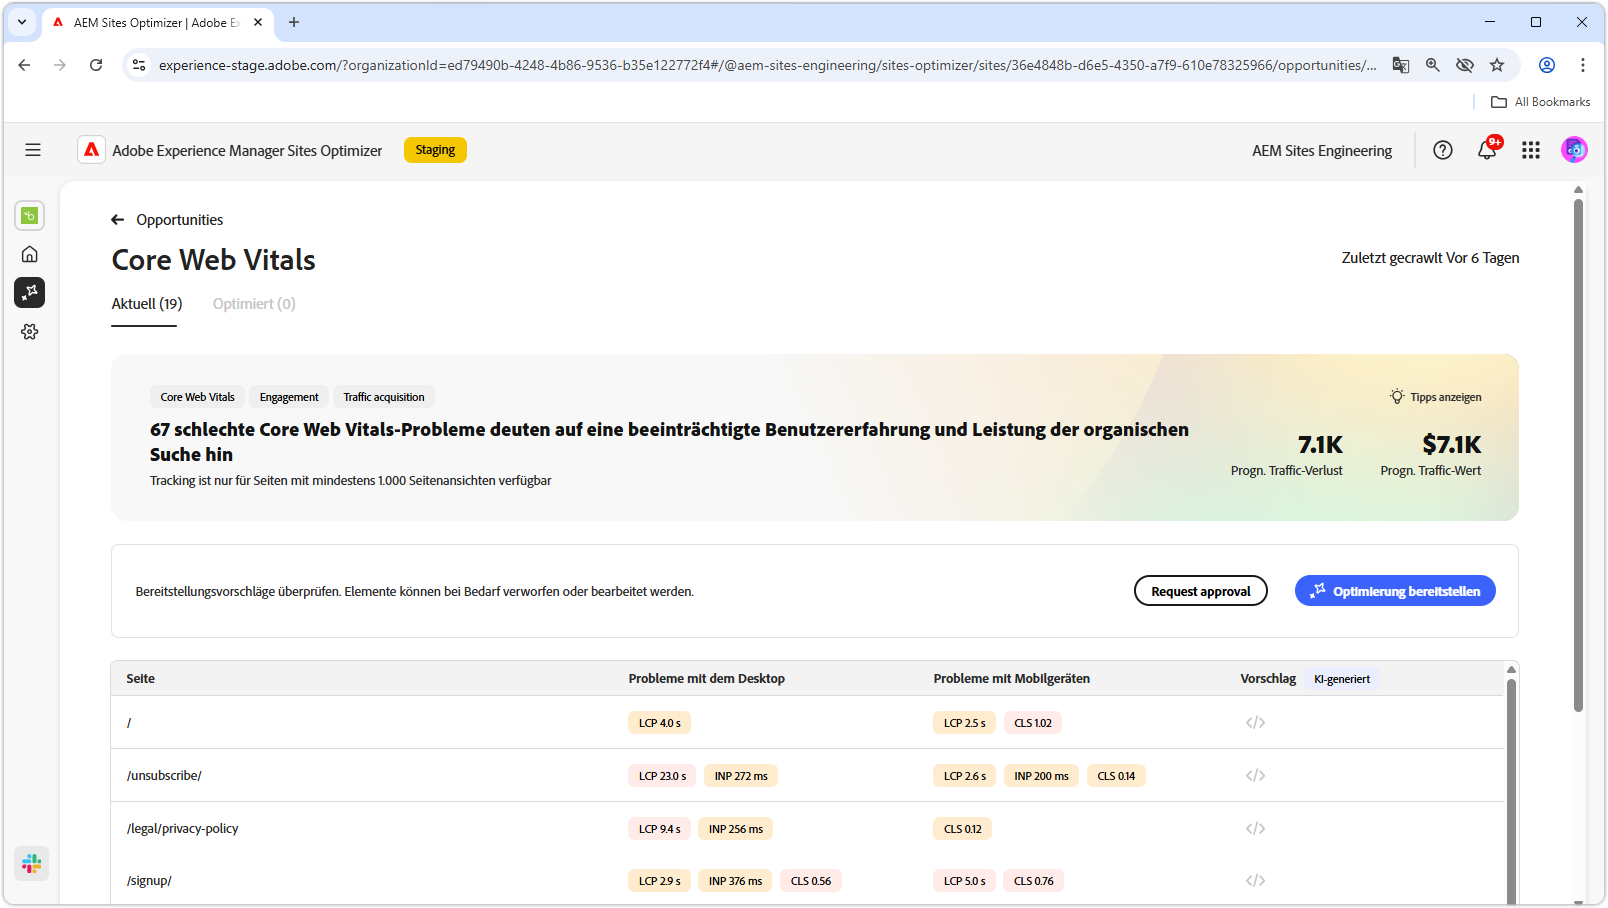 AEM Sites Optimizer | Adobe E
experience-stage.adobe.com/?organizationId=ed79490b-4248-4b86-9536-b35e122772f4#/@aem-sites-engineering/sites-optimizer/sites/36e4848b-d6e5-4350-a7f9-610e78325966/opportunities/...
All Bookmarks
Adobe Experience Manager Sites Optimizer
Staging
AEM Sites Engineering
9+
Opportunities
Core Web Vitals
Zuletzt gecrawlt Vor 6 Tagen
Aktuell (19)
Optimiert (0)
Core Web Vitals
Engagement
Traffic acquisition
Tipps anzeigen
67 schlechte Core Web Vitals-Probleme deuten auf eine beeinträchtigte Benutzererfahrung und Leistung der organischen
Suche hin
7.1K
$7.1K
Progn. Traffic-Verlust
Progn. Traffic-Wert
Tracking ist nur für Seiten mit mindestens 1.000 Seitenansichten verfügbar
Bereitstellungsvorschläge überprüfen. Elemente können bei Bedarf verworfen oder bearbeitet werden.
Request approval
Optimierung bereitstellen
Seite
Probleme mit dem Desktop
Probleme mit Mobilgeräten
Vorschlag
KI-generiert
/
LCP 4.0 s
LCP 2.5 s
CLS 1.02
</>
/unsubscribe/
LCP 23.0 s
INP 272 ms
LCP 2.6 s
INP 200 ms
CLS 0.14
</>
/legal/privacy-policy
LCP 9.4 s
INP 256 ms
CLS 0.12
</>
/signup/
LCP 2.9 s
INP 376 ms
CLS 0.56
LCP 5.0 s
CLS 0.76
</>